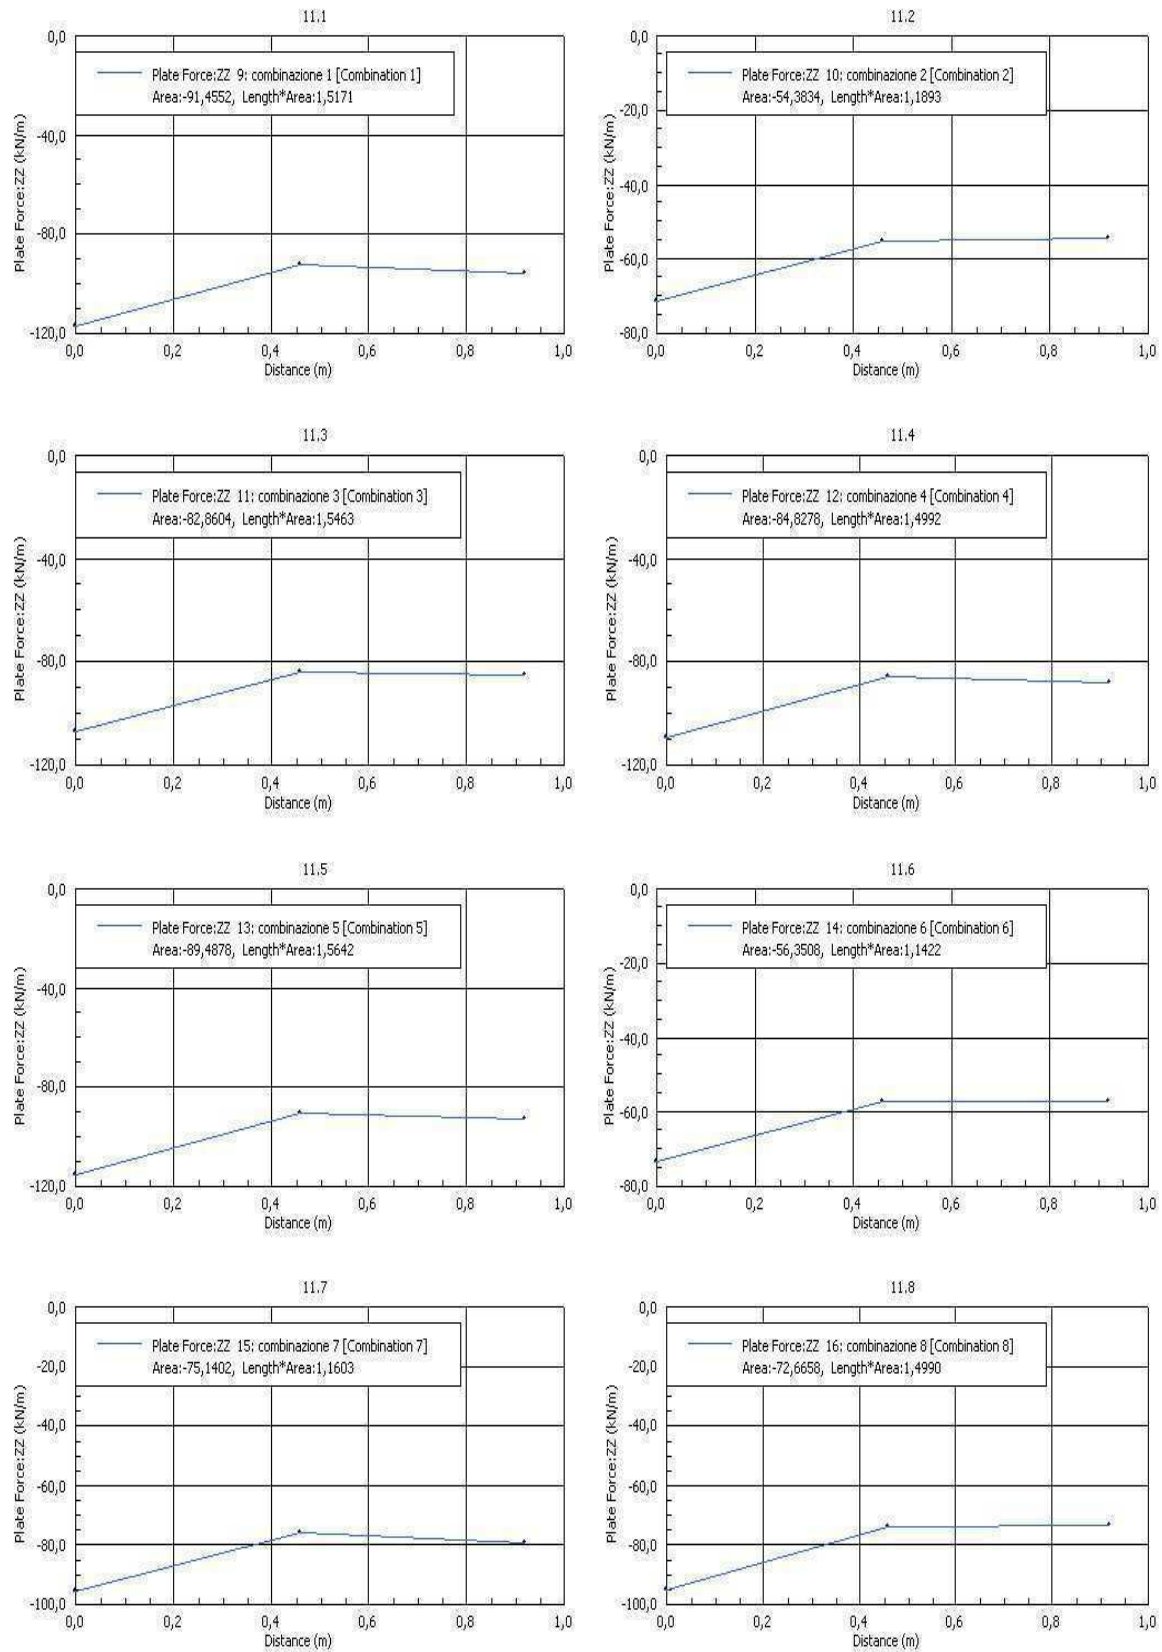 11.1
0,0
Plate Force:ZZ 9: combinazione 1 [Combination 1]
Area:-91,4552, Length*Area:1,5171
-40,0
-80,0
-120,0
Plate Force:ZZ (kN/m)
0,0 0,2 0,4 0,6 0,8 1,0
Distance (m)
11.2
0,0
Plate Force:ZZ 10: combinazione 2 [Combination 2]
Area:-54,3834, Length*Area:1,1893
-20,0
-40,0
-60,0
-80,0
Plate Force:ZZ (kN/m)
0,0 0,2 0,4 0,6 0,8 1,0
Distance (m)
11.3
0,0
Plate Force:ZZ 11: combinazione 3 [Combination 3]
Area:-82,8604, Length*Area:1,5463
-40,0
-80,0
-120,0
Plate Force:ZZ (kN/m)
0,0 0,2 0,4 0,6 0,8 1,0
Distance (m)
11.4
0,0
Plate Force:ZZ 12: combinazione 4 [Combination 4]
Area:-84,8278, Length*Area:1,4992
-40,0
-80,0
-120,0
Plate Force:ZZ (kN/m)
0,0 0,2 0,4 0,6 0,8 1,0
Distance (m)
11.5
0,0
Plate Force:ZZ 13: combinazione 5 [Combination 5]
Area:-89,4878, Length*Area:1,5642
-40,0
-80,0
-120,0
Plate Force:ZZ (kN/m)
0,0 0,2 0,4 0,6 0,8 1,0
Distance (m)
11.6
0,0
Plate Force:ZZ 14: combinazione 6 [Combination 6]
Area:-56,3508, Length*Area:1,1422
-20,0
-40,0
-60,0
-80,0
Plate Force:ZZ (kN/m)
0,0 0,2 0,4 0,6 0,8 1,0
Distance (m)
11.7
0,0
Plate Force:ZZ 15: combinazione 7 [Combination 7]
Area:-75,1402, Length*Area:1,1603
-20,0
-40,0
-60,0
-80,0
-100,0
Plate Force:ZZ (kN/m)
0,0 0,2 0,4 0,6 0,8 1,0
Distance (m)
11.8
0,0
Plate Force:ZZ 16: combinazione 8 [Combination 8]
Area:-72,6658, Length*Area:1,4990
-20,0
-40,0
-60,0
-80,0
-100,0
Plate Force:ZZ (kN/m)
0,0 0,2 0,4 0,6 0,8 1,0
Distance (m)